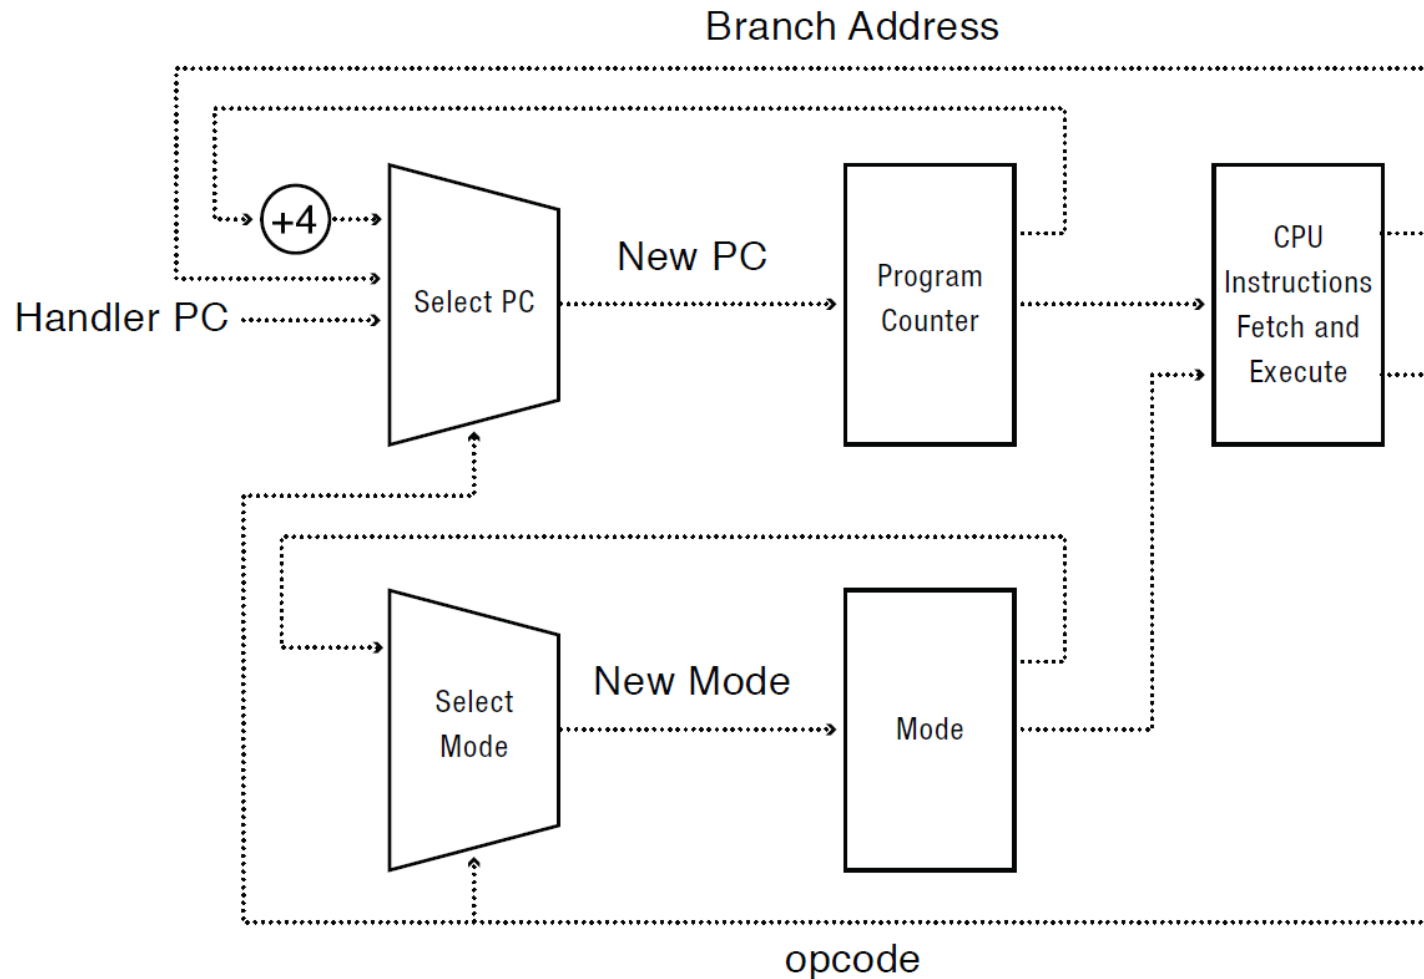 Branch Address
+4
Handler PC
Select PC
New PC
Program
Counter
CPU
Instructions
Fetch and
Execute
Select
Mode
New Mode
Mode
opcode